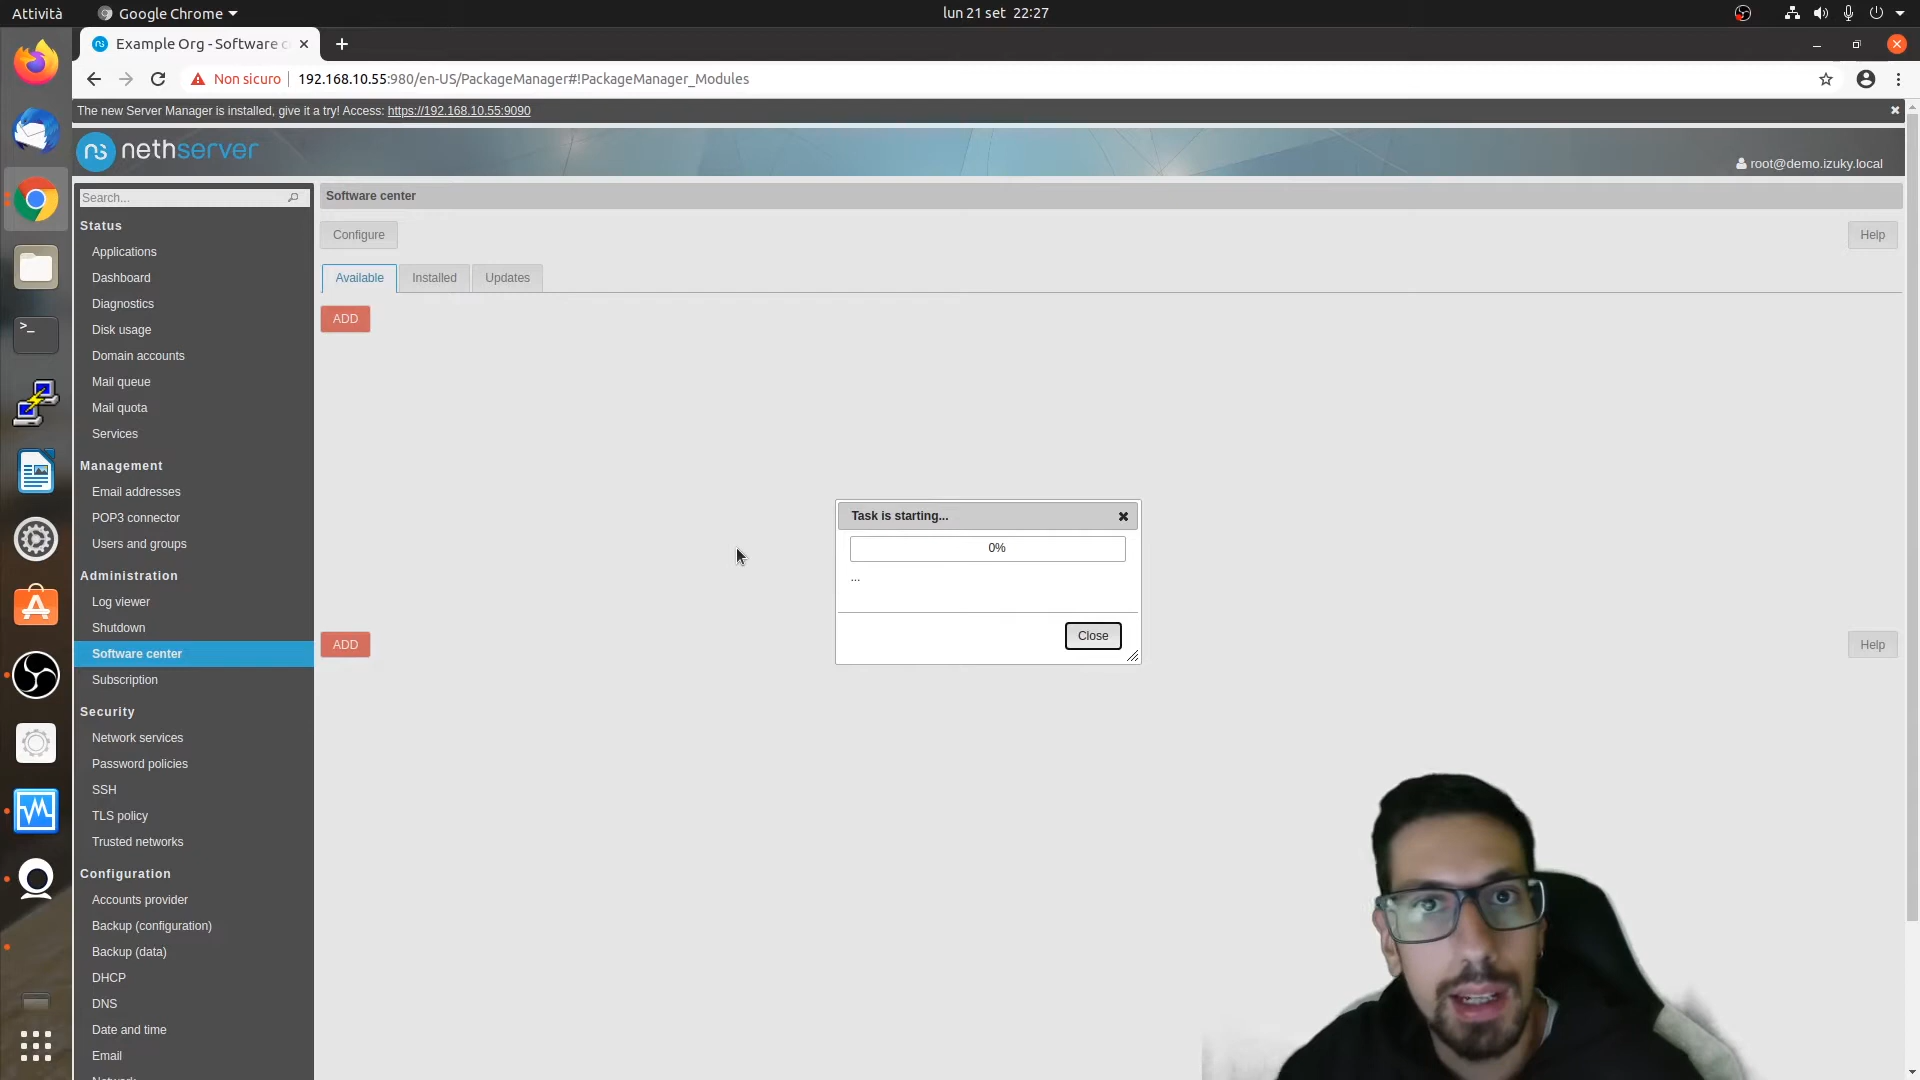 Attività
Google Chrome
lun 21 set 22:27
Example Org - Software c
Non sicuro
192.168.10.55:980/en-US/PackageManager#!PackageManager_Modules
The new Server Manager is installed, give it a try! Access: https://192.168.10.55:9090
ns nethserver
root@demo.izuky.local
Search...
Software center
Status
Configure
Help
Applications
Dashboard
Available
Installed
Updates
Diagnostics
ADD
Disk usage
Domain accounts
Mail queue
Mail quota
Services
Management
Email addresses
POP3 connector
Users and groups
Task is starting...
0%
...
Close
Administration
Log viewer
Shutdown
ADD
Help
Software center
Subscription
Security
Network services
Password policies
SSH
TLS policy
Trusted networks
Configuration
Accounts provider
Backup (configuration)
Backup (data)
DHCP
DNS
Date and time
Email